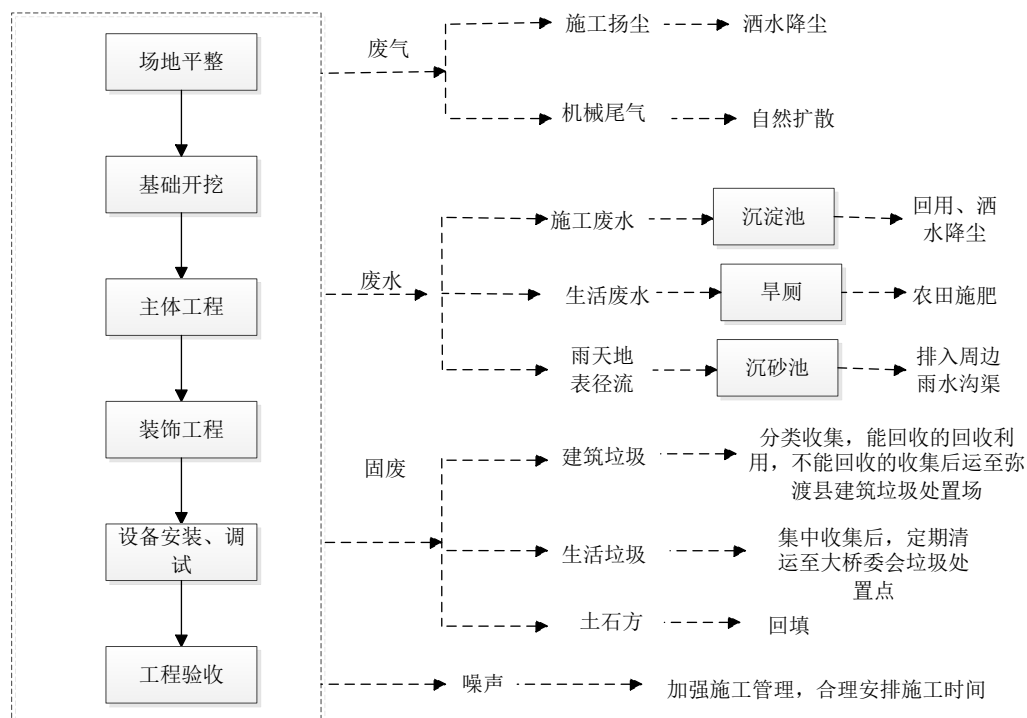 场地平整
基础开挖
主体工程
装饰工程
设备安装、调
试
工程验收
废气
施工扬尘
洒水降尘
机械尾气
自然扩散
废水
施工废水
沉淀池
回用、洒
水降尘
生活废水
旱厕
农田施肥
雨天地
表径流
沉砂池
排入周边
雨水沟渠
固废
建筑垃圾
分类收集，能回收的回收利
用，不能回收的收集后运至弥
渡县建筑垃圾处置场
生活垃圾
集中收集后，定期清
运至大桥委会垃圾处
置点
土石方
回填
噪声
加强施工管理，合理安排施工时间